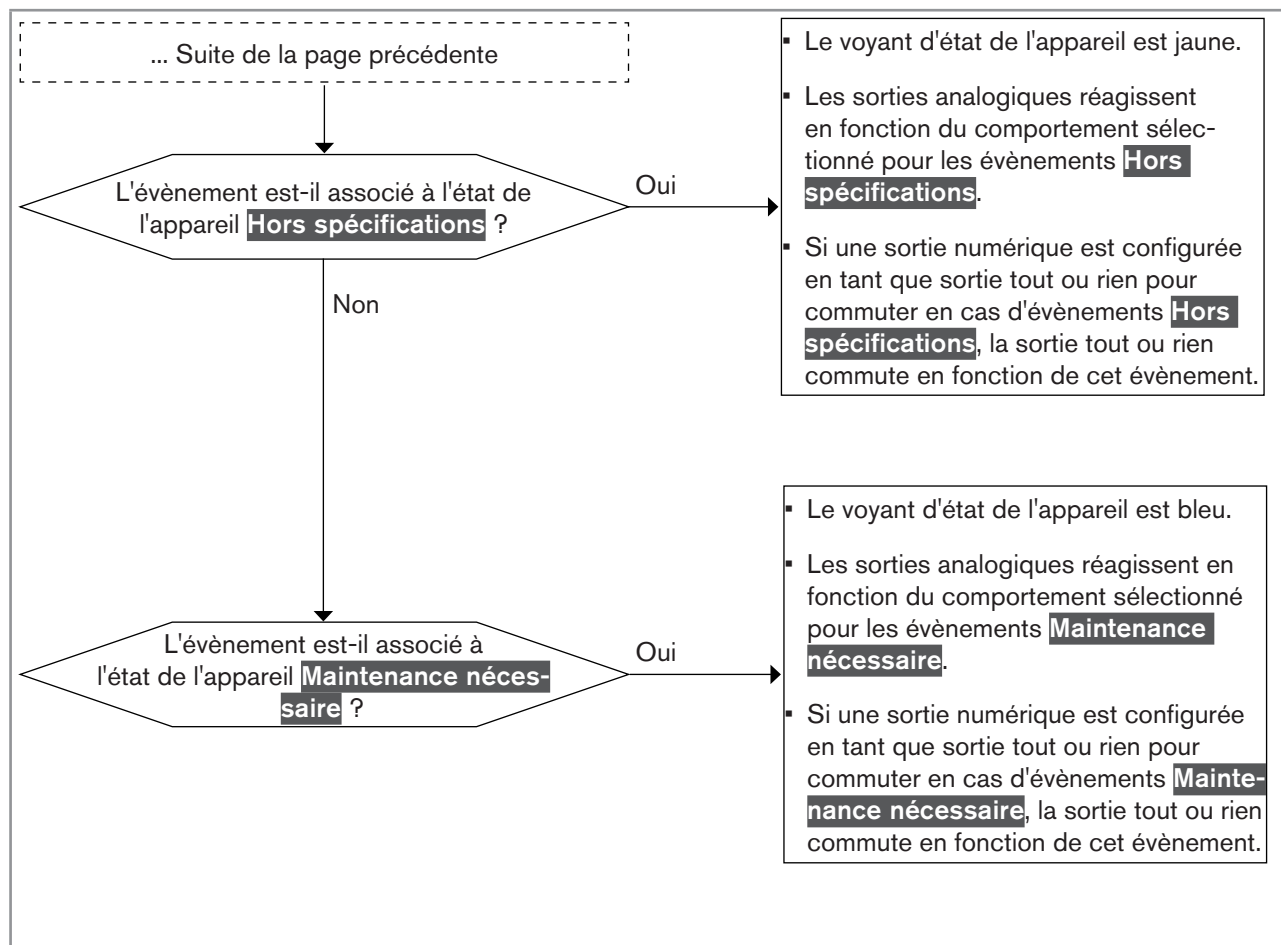 ... Suite de la page précédente
L'évènement est-il associé à l'état de
l'appareil Hors spécifications ?
Oui
Non
▪ Le voyant d'état de l'appareil est jaune.
▪ Les sorties analogiques réagissent
en fonction du comportement sélec-
tionné pour les évènements Hors
spécifications.
▪ Si une sortie numérique est configurée
en tant que sortie tout ou rien pour
commuter en cas d'évènements Hors
spécifications, la sortie tout ou rien
commute en fonction de cet évènement.
L'évènement est-il associé à
l'état de l'appareil Maintenance néces-
saire ?
Oui
▪ Le voyant d'état de l'appareil est bleu.
▪ Les sorties analogiques réagissent en
fonction du comportement sélectionné
pour les évènements Maintenance
nécessaire.
▪ Si une sortie numérique est configurée
en tant que sortie tout ou rien pour
commuter en cas d'évènements Mainte-
nance nécessaire, la sortie tout ou rien
commute en fonction de cet évènement.